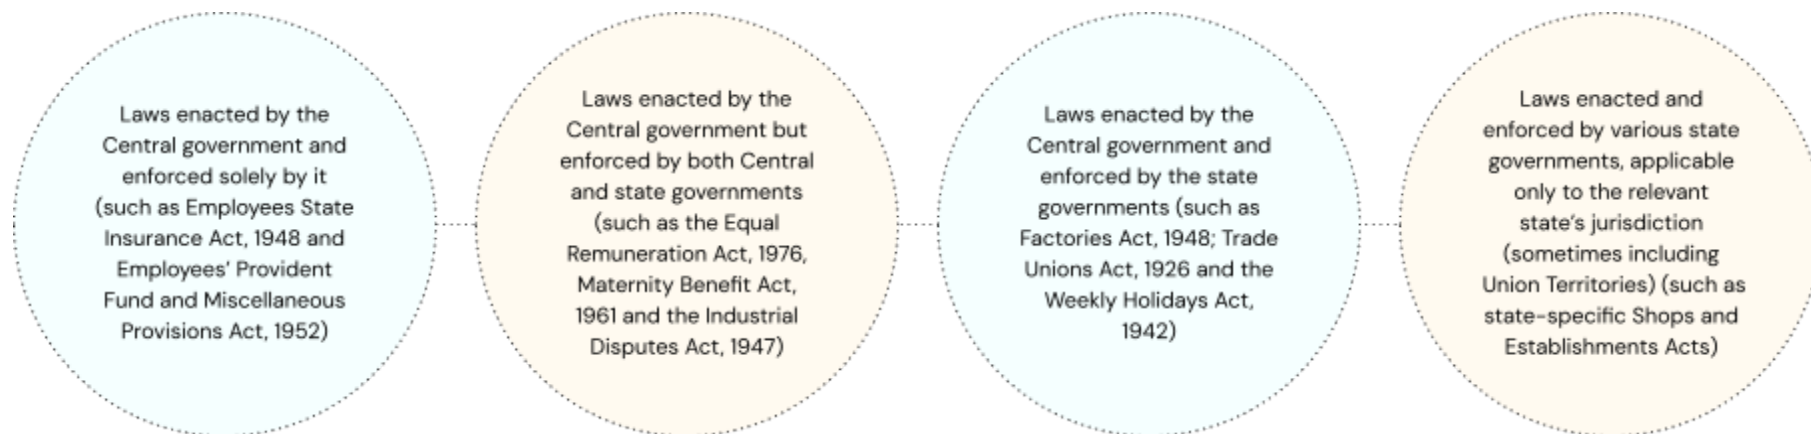 Laws enacted by the
Central government and
enforced solely by it
(such as Employees State
Insurance Act, 1948 and
Employees' Provident
Fund and Miscellaneous
Provisions Act, 1952)
Laws enacted by the
Central government but
enforced by both Central
and state governments
(such as the Equal
Remuneration Act, 1976,
Maternity Benefit Act,
1961 and the Industrial
Disputes Act, 1947)
Laws enacted by the
Central government and
enforced by the state
governments (such as
Factories Act, 1948; Trade
Unions Act, 1926 and the
Weekly Holidays Act,
1942)
Laws enacted and
enforced by various state
governments, applicable
only to the relevant
state's jurisdiction
(sometimes including
Union Territories) (such as
state-specific Shops and
Establishments Acts)